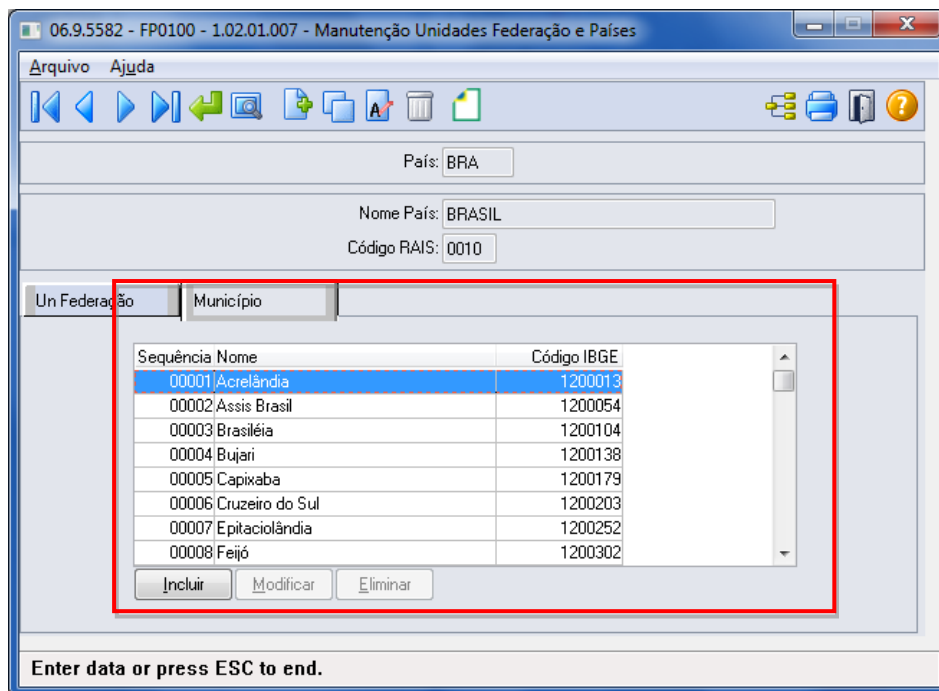 06.9.5582 - FP0100 - 1.02.01.007 - Manutenção Unidades Federação e Países
Arquivo Ajuda
País: BRA
Nome País: BRASIL
Código RAIS: 0010
Un Federação Município
Sequência Nome Código IBGE
00001 Acrelândia 1200013
00002 Assis Brasil 1200054
00003 Brasiléia 1200104
00004 Bujari 1200138
00005 Capixaba 1200179
00006 Cruzeiro do Sul 1200203
00007 Epitaciolândia 1200252
00008 Feijó 1200302
Incluir Modificar Eliminar
Enter data or press ESC to end.